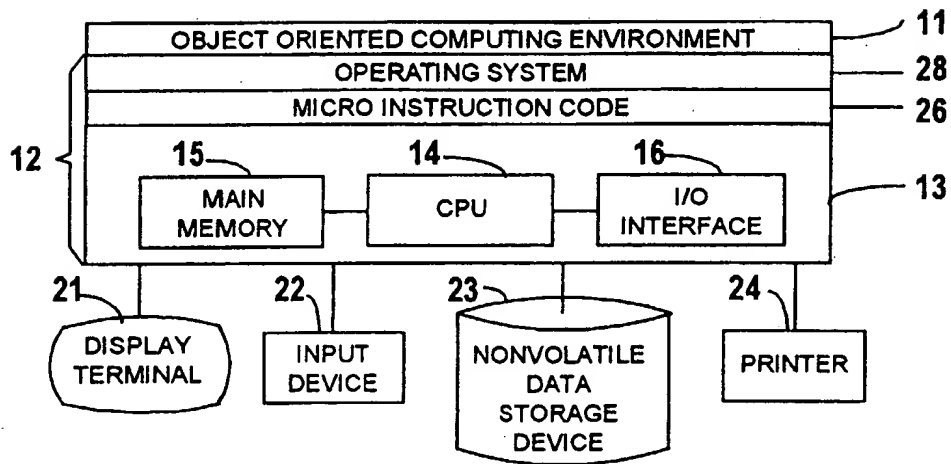 OBJECT ORIENTED COMPUTING ENVIRONMENT
11
OPERATING SYSTEM
28
MICRO INSTRUCTION CODE
26
12
15
14
16
13
MAIN
MEMORY
CPU
I/O
INTERFACE
21
22
23
24
DISPLAY
TERMINAL
INPUT
DEVICE
NONVOLATILE
DATA
STORAGE
DEVICE
PRINTER